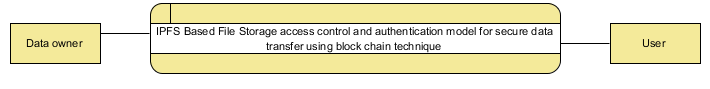 IPFS Based File Storage access control and authentication model for secure data
transfer using block chain technique
Data owner
User